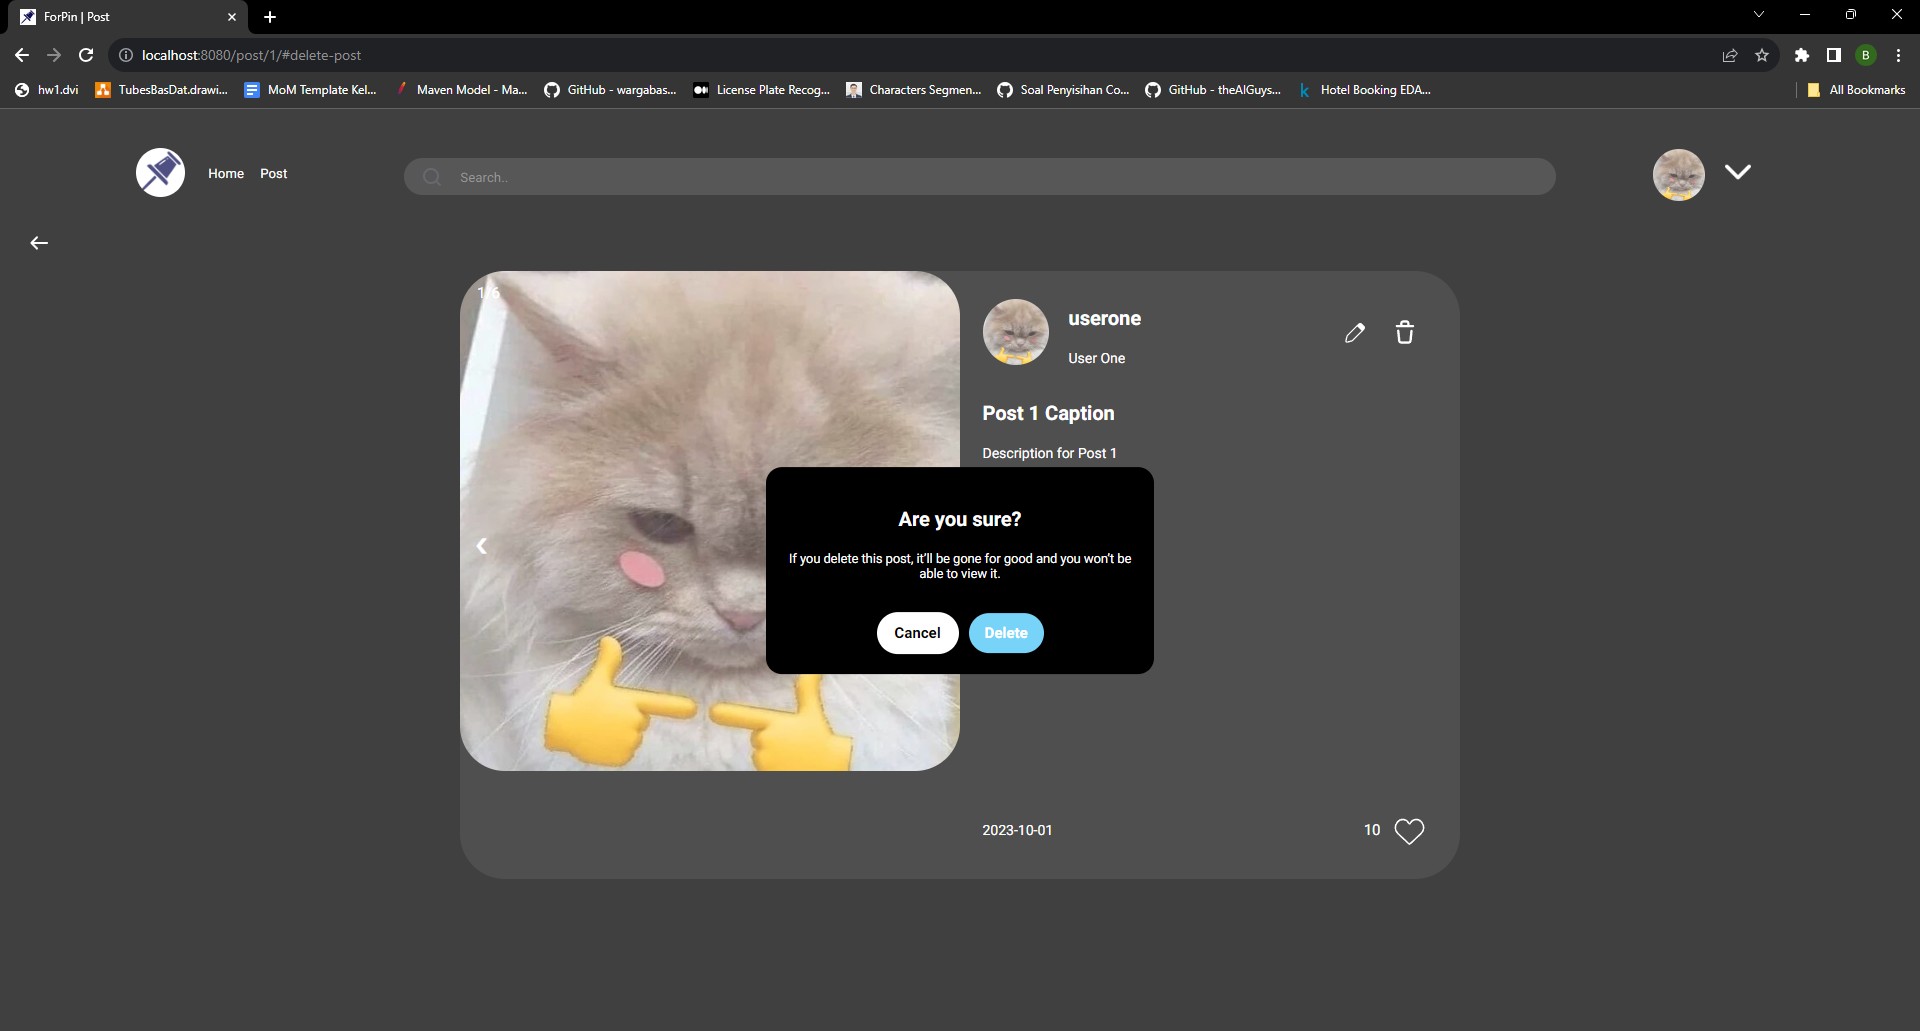 ForPin | Post
localhost:8080/post/1/#delete-post
B
hw1.dvi
TubesBasDat.drawi...
MoM Template Kel...
Maven Model - Ma...
GitHub - wargabas...
License Plate Recog...
Characters Segmen...
Soal Penyisihan Co...
GitHub - theAIGuys...
k
Hotel Booking EDA...
All Bookmarks
Home
Post
Search..
1/6
userone
User One
Post 1 Caption
Description for Post 1
Are you sure?
If you delete this post, it'll be gone for good and you won't be
able to view it.
Cancel
Delete
2023-10-01
10